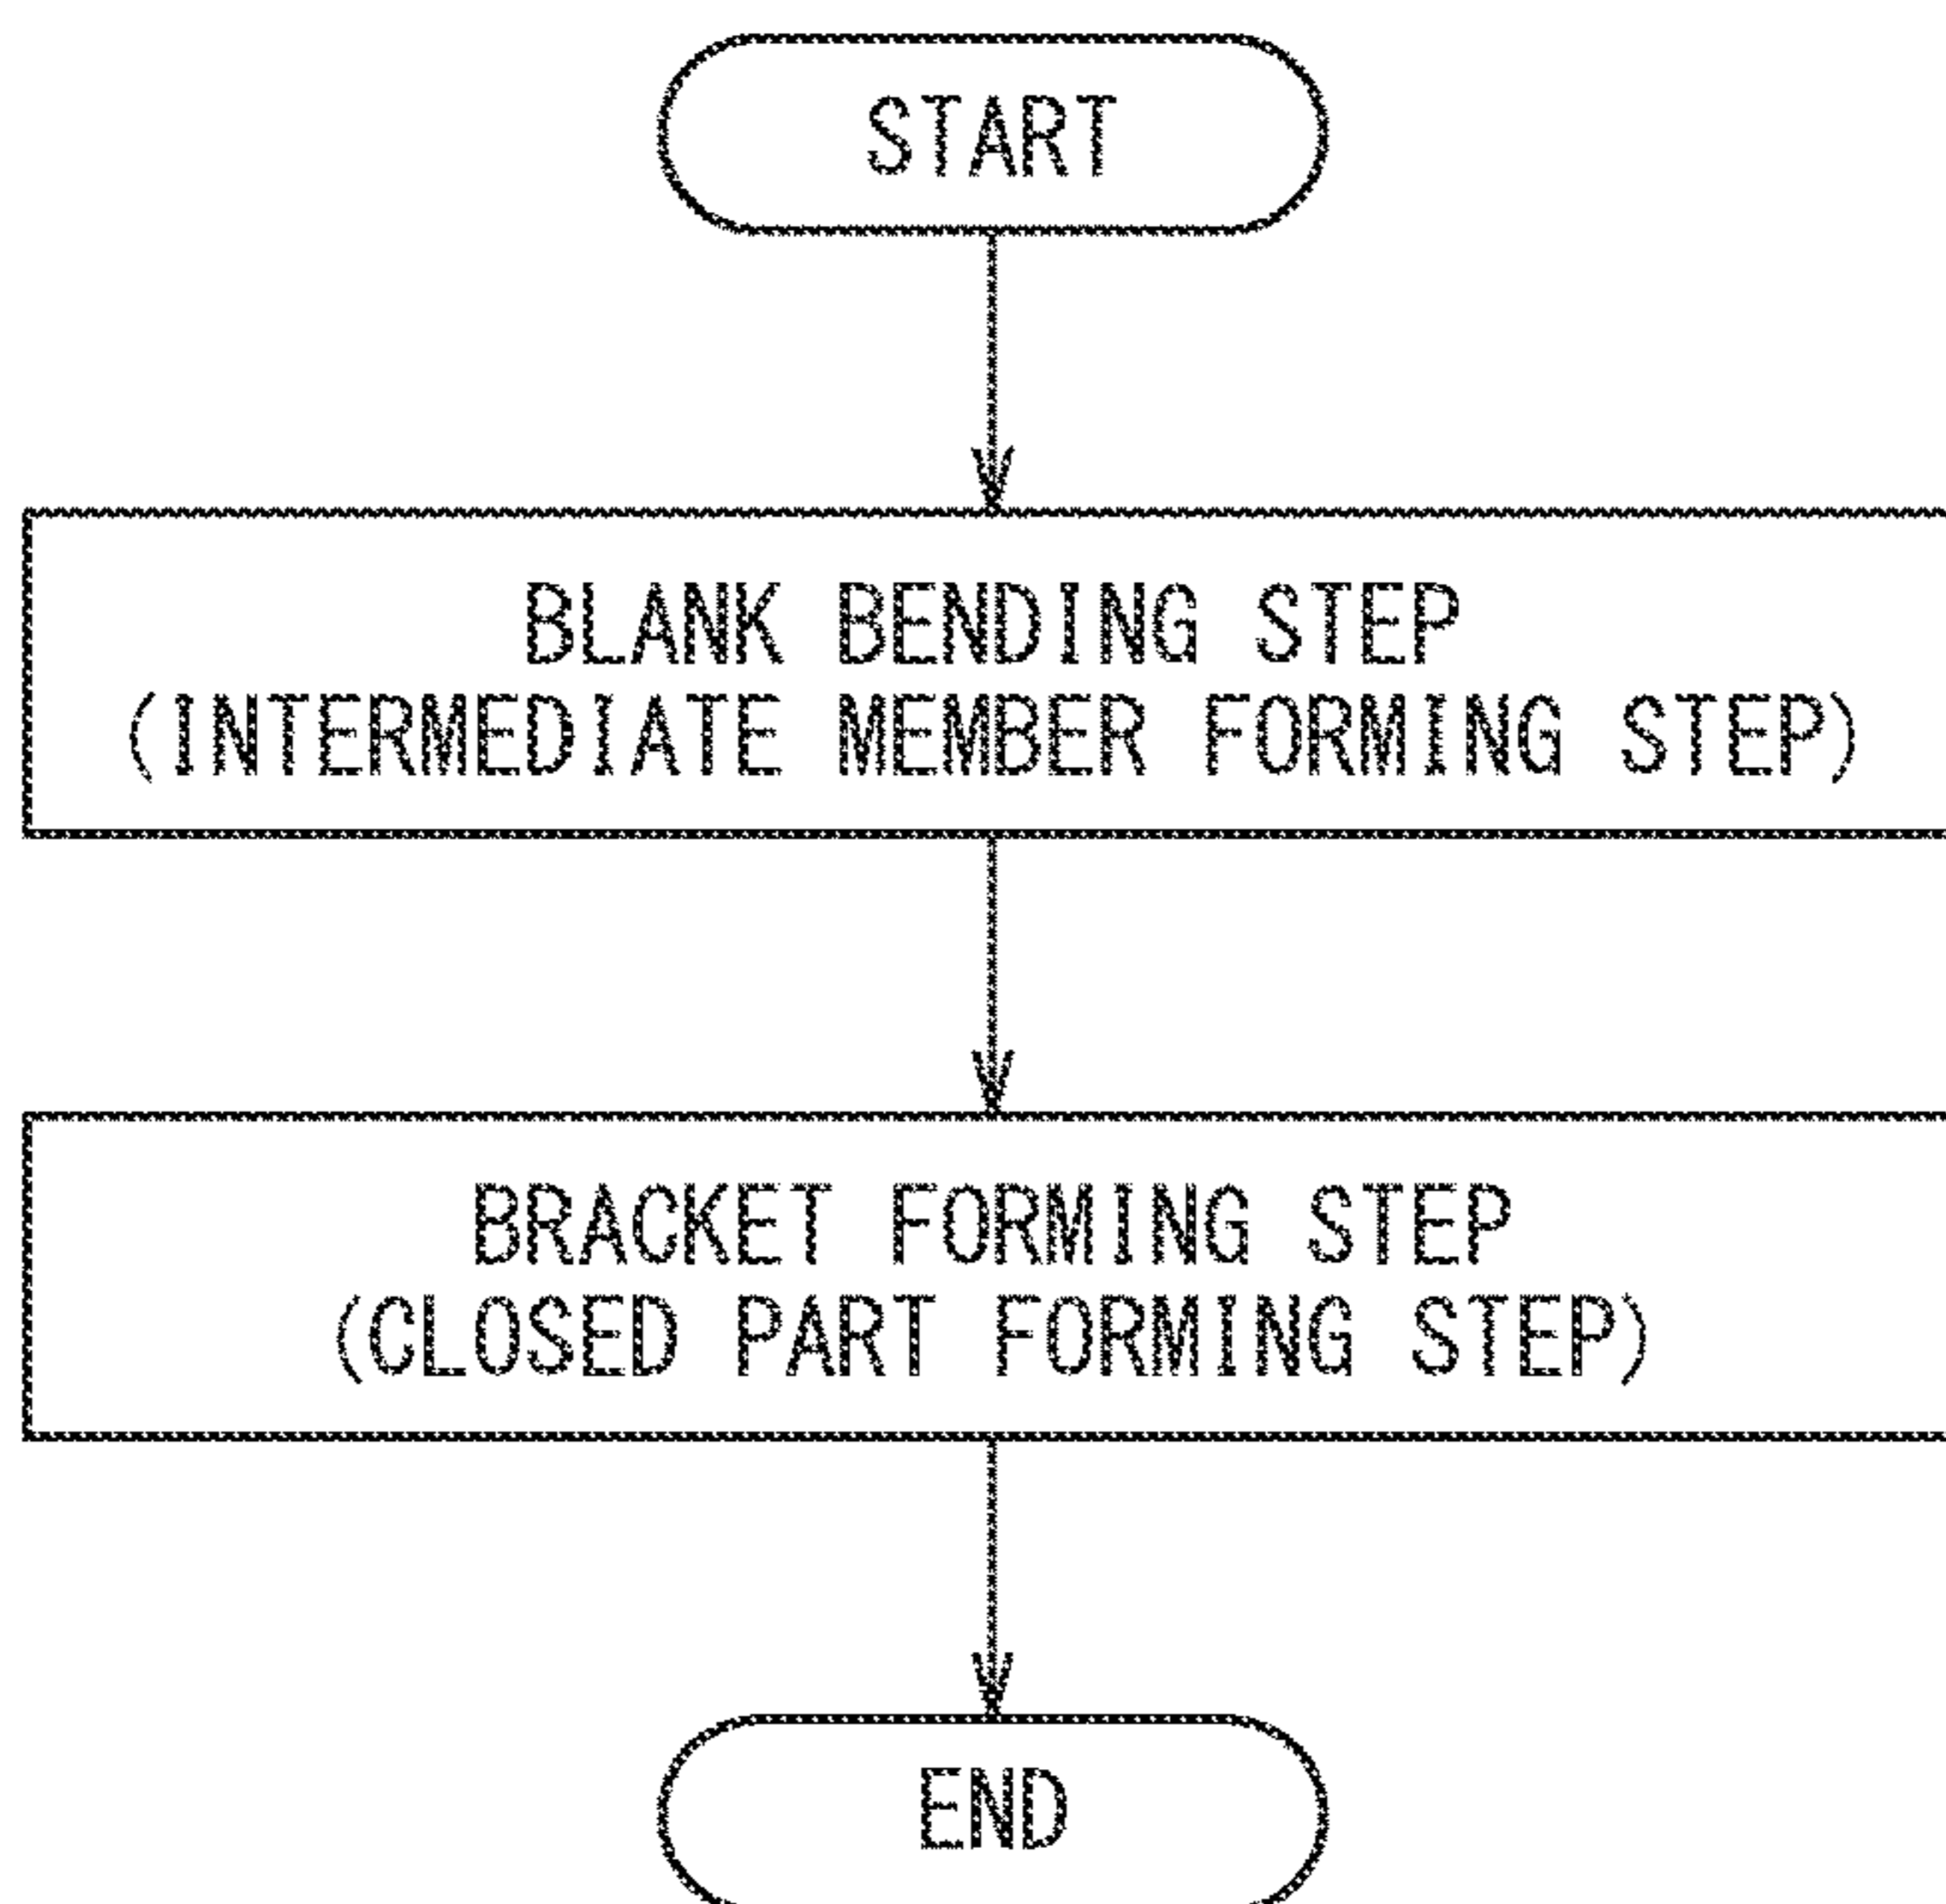 START
BLANK BENDING STEP
(INTERMEDIATE MEMBER FORMING STEP)
BRACKET FORMING STEP
(CLOSED PART FORMING STEP)
END